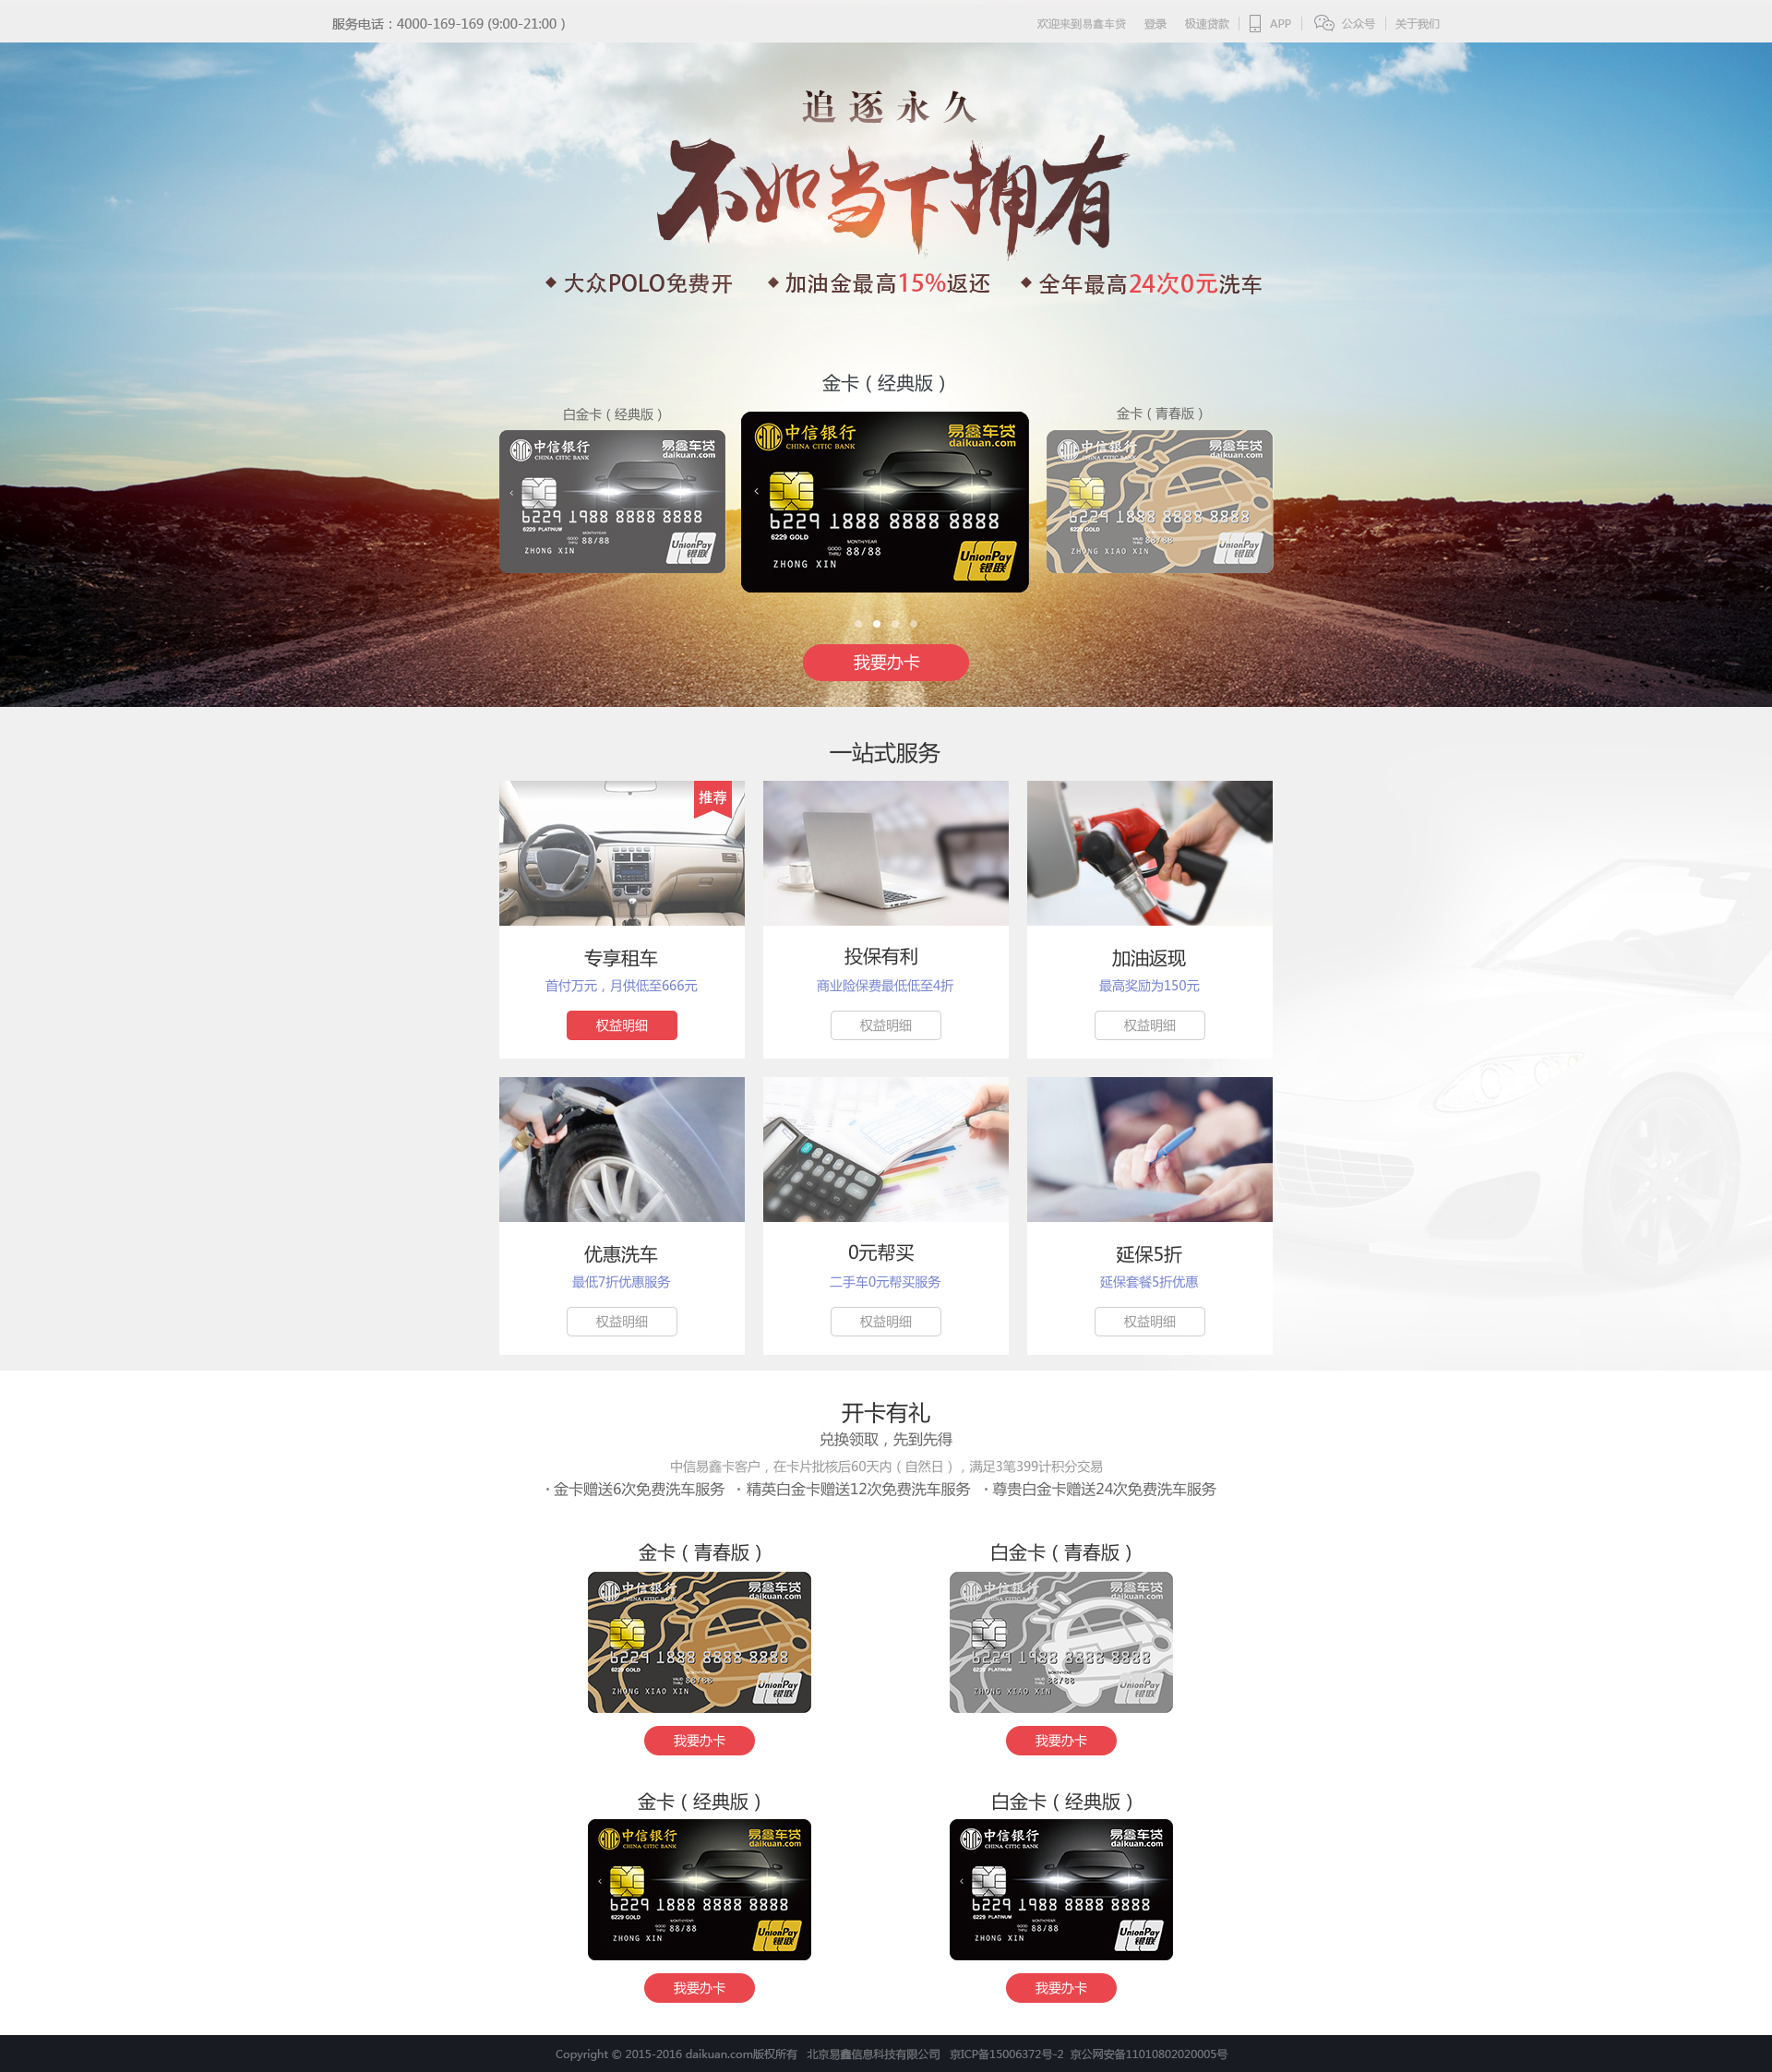 服务电话：4000-169-169 (9:00-21:00 )
欢迎来到易鑫车贷 登录 极速贷款 APP 公众号 关于我们
追逐永久
不如当下拥有
大众POLO免费开 加油金最高15%返还 全年最高24次0元洗车
金卡（经典版）
白金卡（经典版）
金卡（青春版）
中信银行 易鑫车贷
CHINA CITIC BANK daikuan.com
6229 1988 8888 8888
6229 PLATINUM
MONTH/YEAR
GOOD THRU 88/88
ZHONG XIN
UnionPay
银联
中信银行 易鑫车贷
CHINA CITIC BANK daikuan.com
6229 1888 8888 8888
6229 GOLD
MONTH/YEAR
GOOD THRU 88/88
ZHONG XIN
UnionPay
银联
中信银行 易鑫车贷
CHINA CITIC BANK daikuan.com
6229 1888 8888 8888
6229 GOLD
88/88
ZHONG XIAO XIN
UnionPay
银联
我要办卡
一站式服务
推荐
专享租车
首付万元，月供低至666元
权益明细
投保有利
商业险保费最低低至4折
权益明细
加油返现
最高奖励为150元
权益明细
优惠洗车
最低7折优惠服务
权益明细
0元帮买
二手车0元帮买服务
权益明细
延保5折
延保套餐5折优惠
权益明细
开卡有礼
兑换领取，先到先得
中信易鑫卡客户，在卡片批核后60天内（自然日），满足3笔399计积分交易
·金卡赠送6次免费洗车服务 ·精英白金卡赠送12次免费洗车服务 ·尊贵白金卡赠送24次免费洗车服务
金卡（青春版）
中信银行 易鑫车贷
CHINA CITIC BANK daikuan.com
6229 1888 8888 8888
6229 GOLD
88/88
ZHONG XIAO XIN
UnionPay
银联
我要办卡
白金卡（青春版）
中信银行 易鑫车贷
CHINA CITIC BANK daikuan.com
6229 1988 8888 8888
6229 PLATINUM
88/88
ZHONG XIAO XIN
UnionPay
银联
我要办卡
金卡（经典版）
中信银行 易鑫车贷
CHINA CITIC BANK daikuan.com
6229 1888 8888 8888
6229 GOLD
MONTH/YEAR
GOOD THRU 88/88
ZHONG XIN
UnionPay
银联
我要办卡
白金卡（经典版）
中信银行 易鑫车贷
CHINA CITIC BANK daikuan.com
6229 1988 8888 8888
6229 PLATINUM
MONTH/YEAR
GOOD THRU 88/88
ZHONG XIN
UnionPay
银联
我要办卡
Copyright © 2015-2016 daikuan.com版权所有 北京易鑫信息科技有限公司 京ICP备15006372号-2 京公网安备11010802020005号